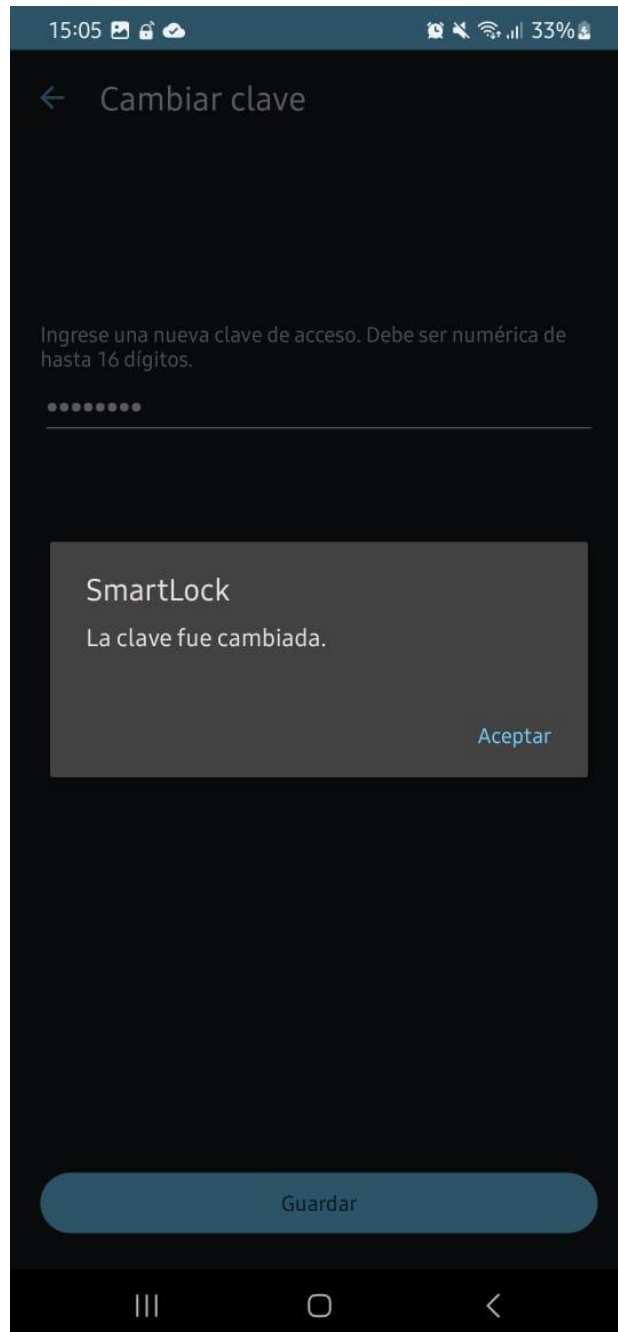 15:05
33%
Cambiar clave
Ingrese una nueva clave de acceso. Debe ser numérica de
hasta 16 dígitos.
••••••••
SmartLock
La clave fue cambiada.
Aceptar
Guardar